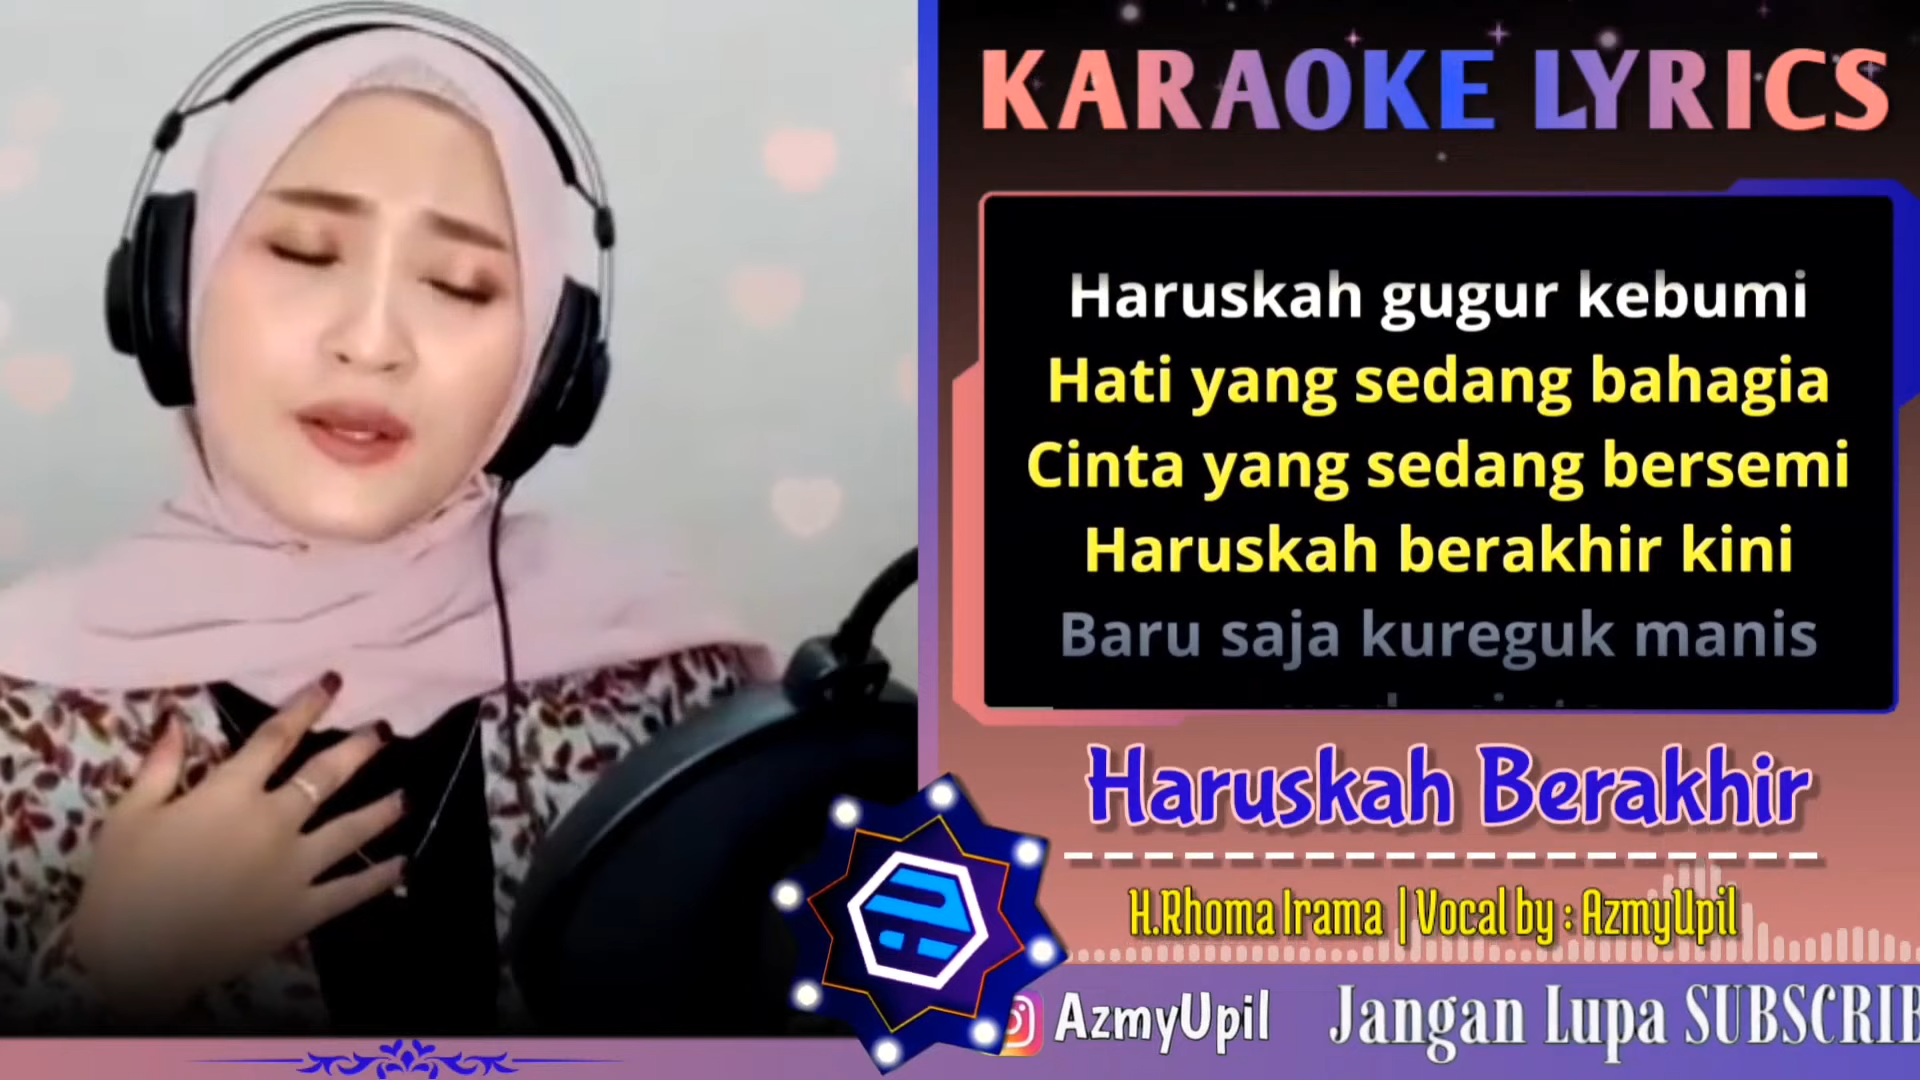 KARAOKE LYRICS
Haruskah gugur kebumi
Hati yang sedang bahagia
Cinta yang sedang bersemi
Haruskah berakhir kini
Baru saja kureguk manis
Haruskah Berakhir
H.Rhoma Irama | Vocal by : AzmyUpil
AzmyUpil
Jangan Lupa SUBSCRIB